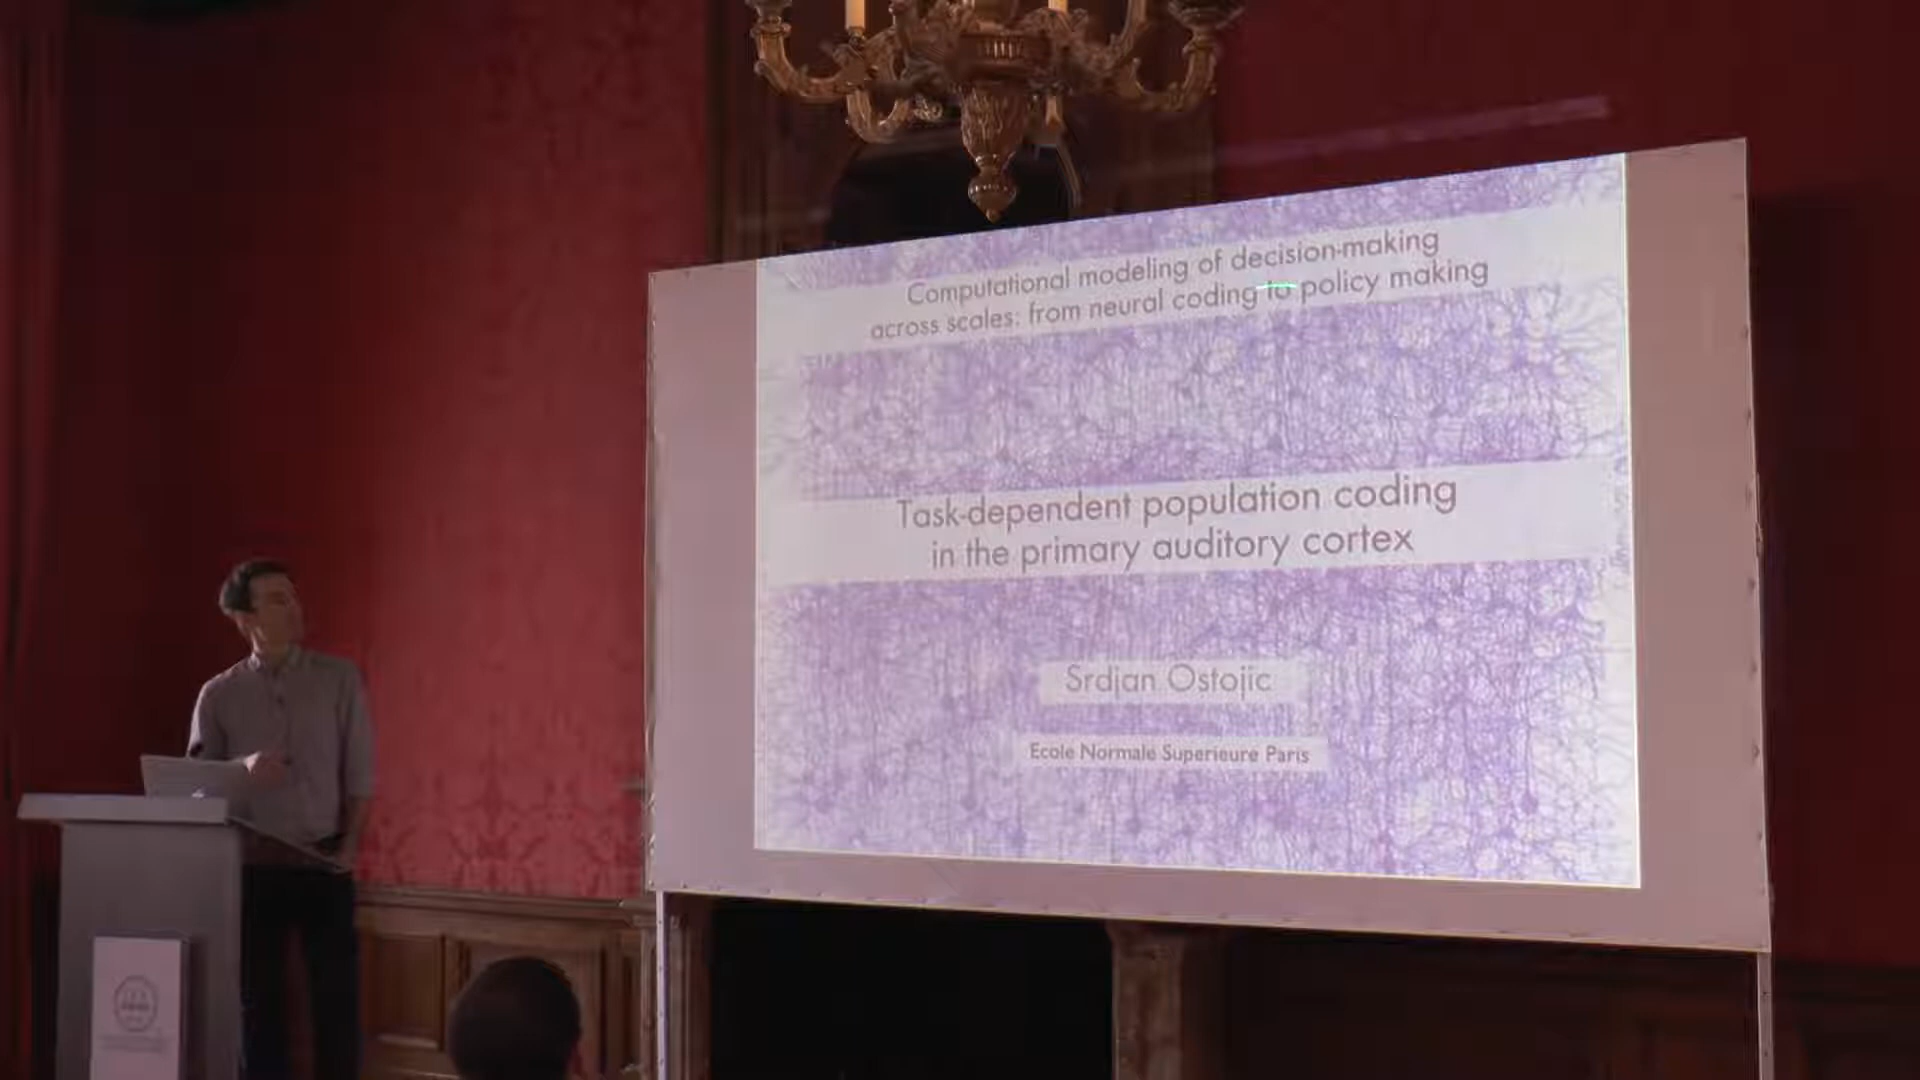 Computational modeling of decision-making
across scales: from neural coding to policy making
Task-dependent population coding
in the primary auditory cortex
Srdjan Ostojic
Ecole Normale Superieure Paris